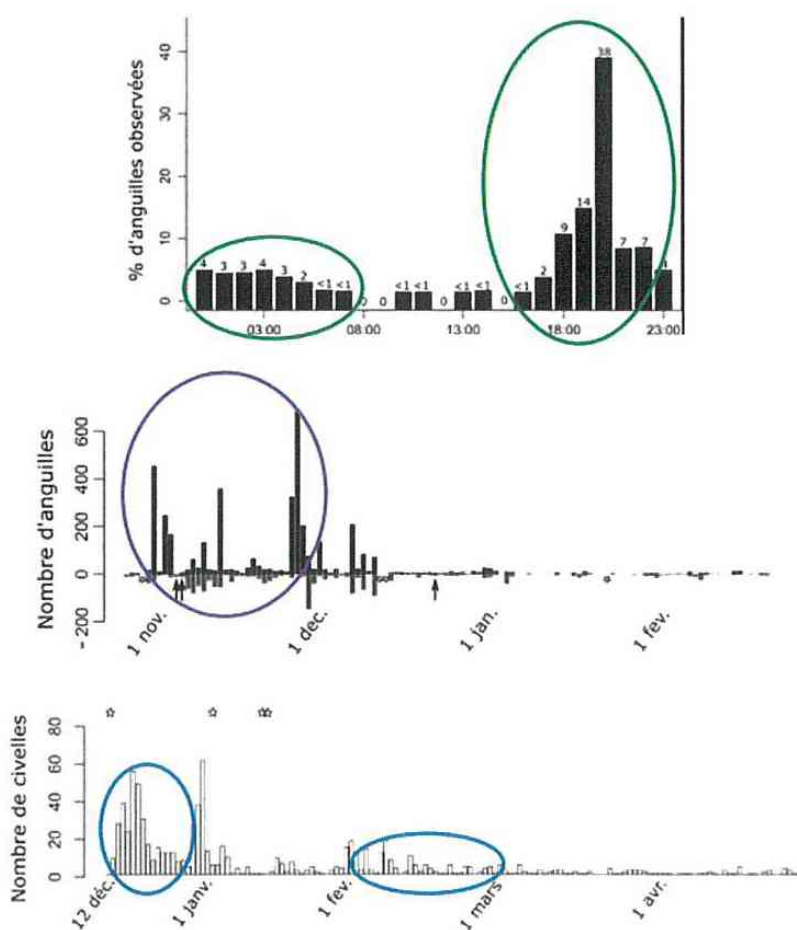 % d'anguilles observées
40
30
20
10
0
4 3 3 4 3 2 <1 <1 0 0 <1 <1 0 <1 <1 0 <1 2 9 14 38 7 7
03:00 08:00 13:00 18:00 23:00
Nombre d'anguilles
600
400
200
0
- 200
1 nov. 1 dec. 1 jan. 1 fev.
Nombre de civelles
80
60
40
20
0
12 déc. 1 janv. 1 fev. 1 mars 1 avr.